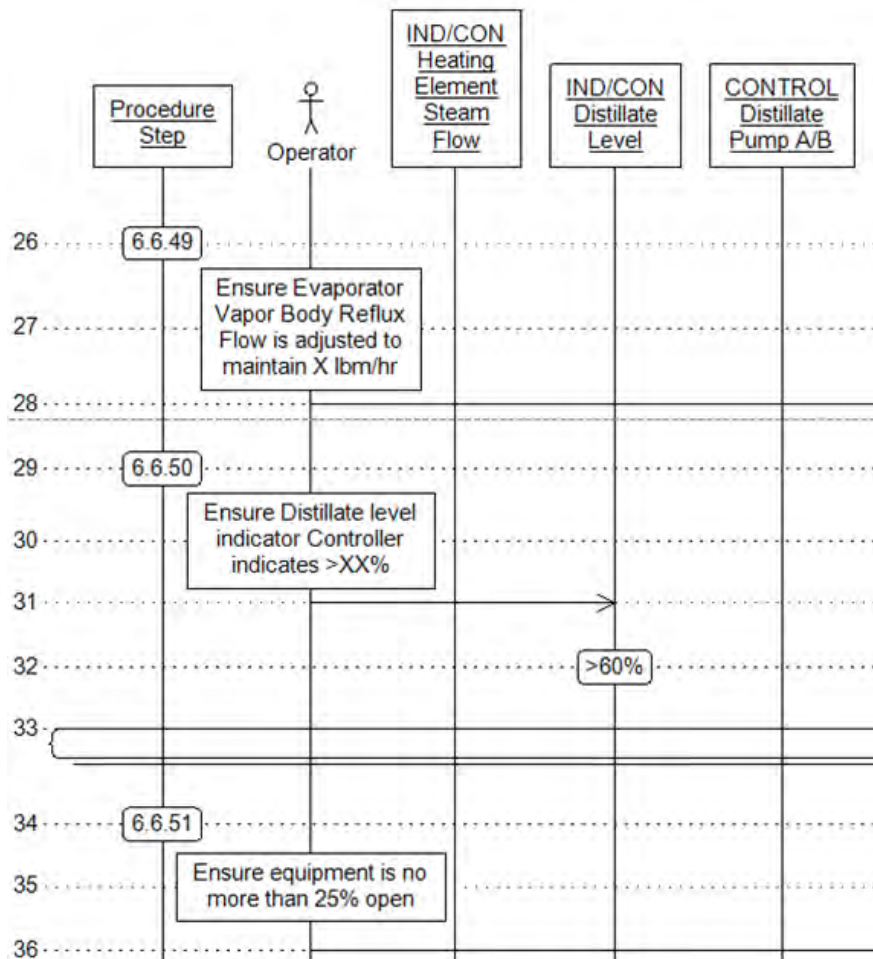 Procedure
Step
Operator
IND/CON
Heating
Element
Steam
Flow
IND/CON
Distillate
Level
CONTROL
Distillate
Pump A/B
26
6.6.49
Ensure Evaporator
Vapor Body Reflux
Flow is adjusted to
maintain X lbm/hr
27
28
29
6.6.50
Ensure Distillate level
indicator Controller
indicates >XX%
30
31
32
>60%
33
34
6.6.51
Ensure equipment is no
more than 25% open
35
36